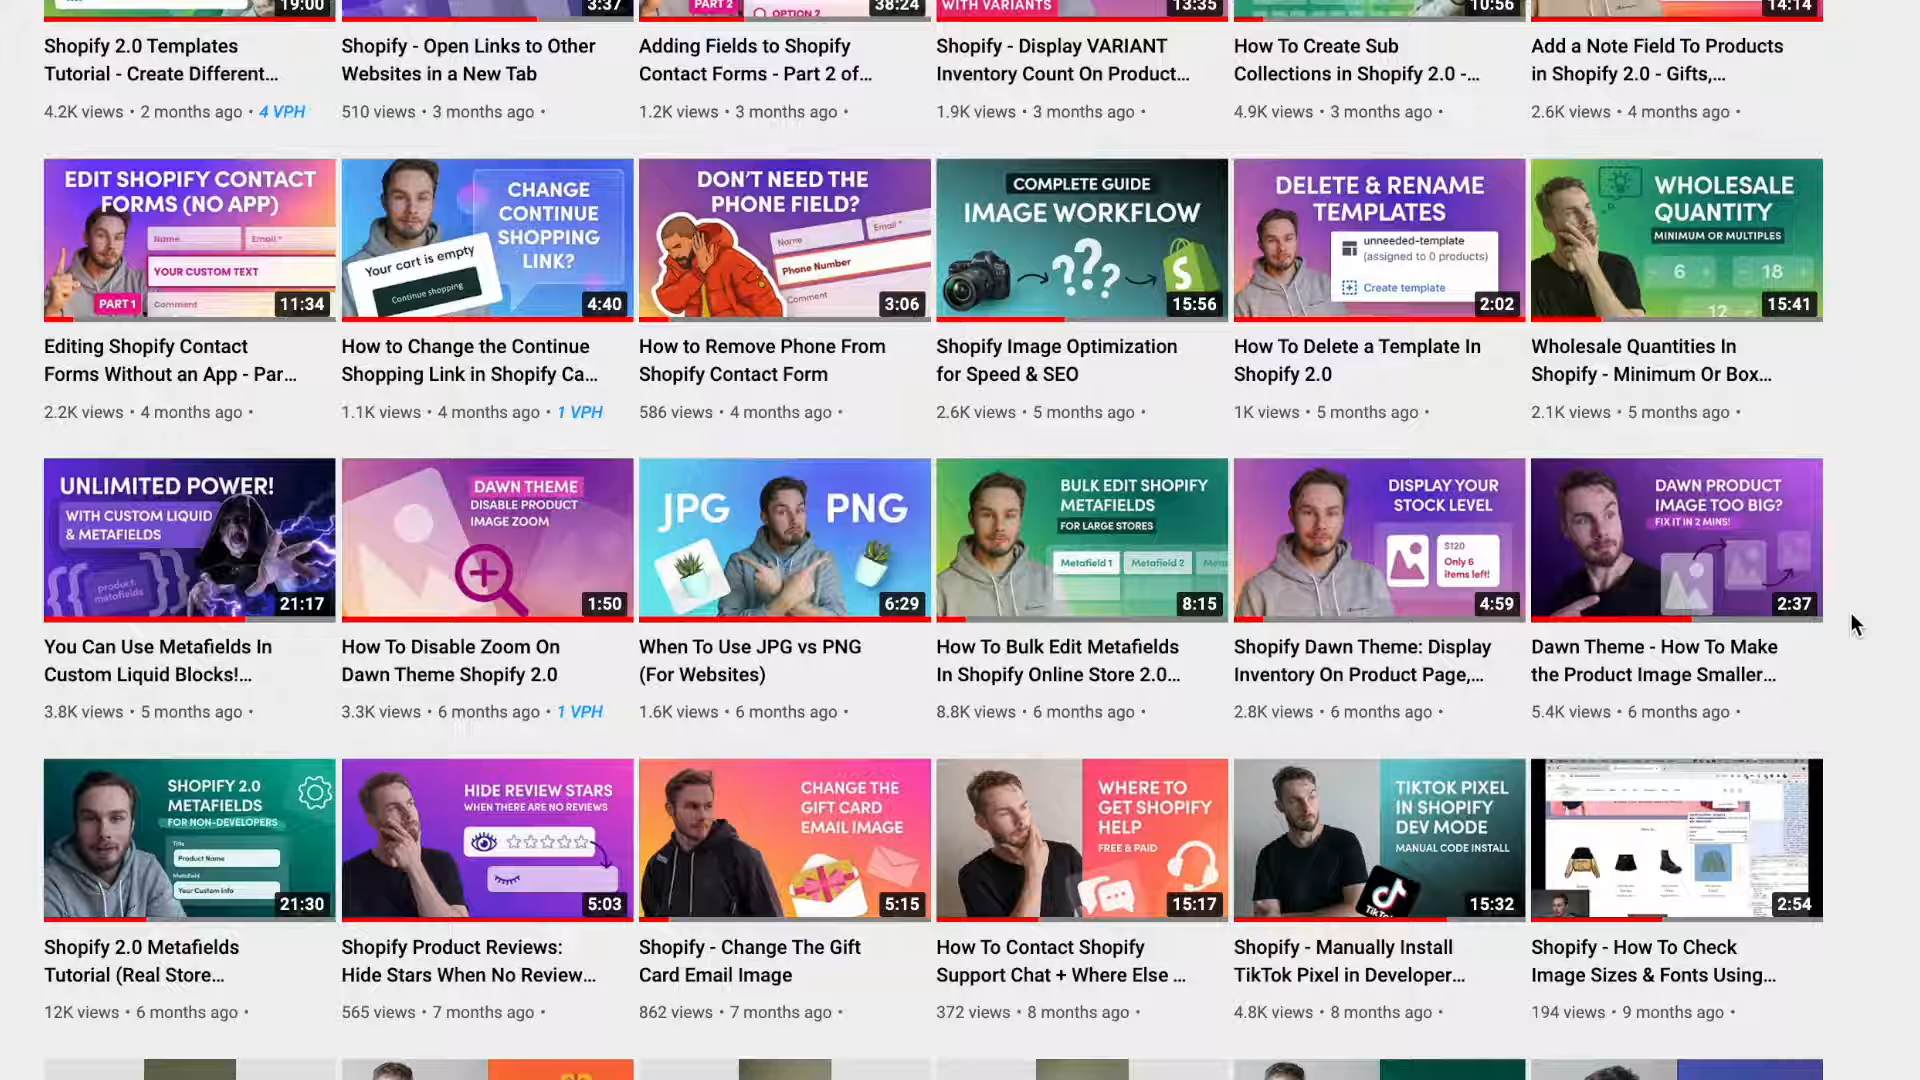 19:00
3:37
PART 2
OPTION 2
38:24
WITH VARIANTS
13:35
10:56
14:14
Shopify 2.0 Templates
Tutorial - Create Different...
4.2K views • 2 months ago • 4 VPH
Shopify - Open Links to Other
Websites in a New Tab
510 views • 3 months ago •
Adding Fields to Shopify
Contact Forms - Part 2 of...
1.2K views • 3 months ago •
Shopify - Display VARIANT
Inventory Count On Product...
1.9K views • 3 months ago •
How To Create Sub
Collections in Shopify 2.0 -...
4.9K views • 3 months ago •
Add a Note Field To Products
in Shopify 2.0 - Gifts,...
2.6K views • 4 months ago •
EDIT SHOPIFY CONTACT
FORMS (NO APP)
Name
Email *
YOUR CUSTOM TEXT
PART 1
Comment
11:34
Editing Shopify Contact
Forms Without an App - Par...
2.2K views • 4 months ago •
CHANGE
CONTINUE
SHOPPING
LINK?
Your cart is empty
Continue shopping
4:40
How to Change the Continue
Shopping Link in Shopify Ca...
1.1K views • 4 months ago • 1 VPH
DON'T NEED THE
PHONE FIELD?
Name
Email *
Phone Number
Comment
3:06
How to Remove Phone From
Shopify Contact Form
586 views • 4 months ago •
COMPLETE GUIDE
IMAGE WORKFLOW
???
S
15:56
Shopify Image Optimization
for Speed & SEO
2.6K views • 5 months ago •
DELETE & RENAME
TEMPLATES
unneeded-template
(assigned to 0 products)
Create template
2:02
How To Delete a Template In
Shopify 2.0
1K views • 5 months ago •
WHOLESALE
QUANTITY
MINIMUM OR MULTIPLES
6
18
12
15:41
Wholesale Quantities In
Shopify - Minimum Or Box...
2.1K views • 5 months ago •
UNLIMITED POWER!
WITH CUSTOM LIQUID
& METAFIELDS
{{ product.
metafields }}
21:17
You Can Use Metafields In
Custom Liquid Blocks!...
3.8K views • 5 months ago •
DAWN THEME
DISABLE PRODUCT
IMAGE ZOOM
1:50
How To Disable Zoom On
Dawn Theme Shopify 2.0
3.3K views • 6 months ago • 1 VPH
JPG
PNG
6:29
When To Use JPG vs PNG
(For Websites)
1.6K views • 6 months ago •
BULK EDIT SHOPIFY
METAFIELDS
FOR LARGE STORES
Metafield 1
Metafield 2
Meta
8:15
How To Bulk Edit Metafields
In Shopify Online Store 2.0...
8.8K views • 6 months ago •
DISPLAY YOUR
STOCK LEVEL
$120
Only 6
items left!
4:59
Shopify Dawn Theme: Display
Inventory On Product Page,...
2.8K views • 6 months ago •
DAWN PRODUCT
IMAGE TOO BIG?
FIX IT IN 2 MINS!
2:37
Dawn Theme - How To Make
the Product Image Smaller...
5.4K views • 6 months ago •
SHOPIFY 2.0
METAFIELDS
FOR NON-DEVELOPERS
Title
Product Name
Metafield
Your Custom Info
21:30
Shopify 2.0 Metafields
Tutorial (Real Store...
12K views • 6 months ago •
HIDE REVIEW STARS
WHEN THERE ARE NO REVIEWS
5:03
Shopify Product Reviews:
Hide Stars When No Review...
565 views • 7 months ago •
CHANGE THE
GIFT CARD
EMAIL IMAGE
5:15
Shopify - Change The Gift
Card Email Image
862 views • 7 months ago •
WHERE TO
GET SHOPIFY
HELP
FREE & PAID
15:17
How To Contact Shopify
Support Chat + Where Else ...
372 views • 8 months ago •
TIKTOK PIXEL
IN SHOPIFY
DEV MODE
MANUAL CODE INSTALL
TikTok
15:32
Shopify - Manually Install
TikTok Pixel in Developer...
4.8K views • 8 months ago •
2:54
Shopify - How To Check
Image Sizes & Fonts Using...
194 views • 9 months ago •